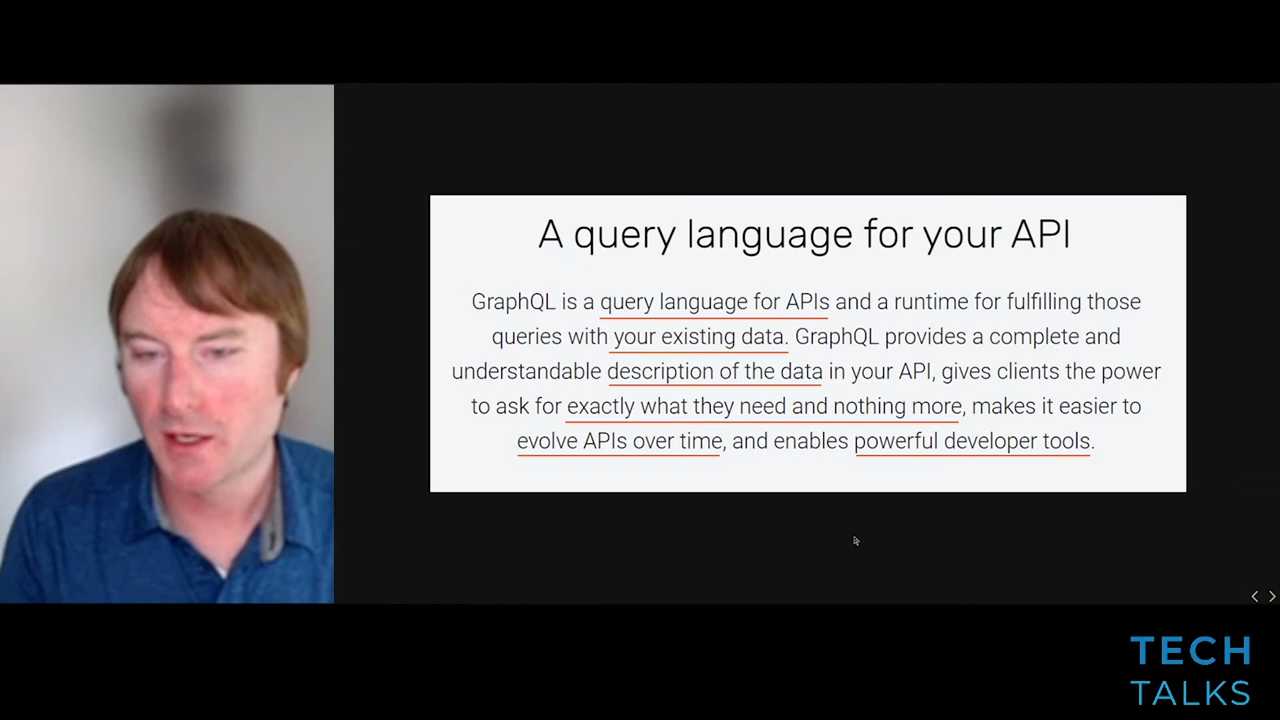 A query language for your API
GraphQL is a query language for APIs and a runtime for fulfilling those
queries with your existing data. GraphQL provides a complete and
understandable description of the data in your API, gives clients the power
to ask for exactly what they need and nothing more, makes it easier to
evolve APIs over time, and enables powerful developer tools.
TECH
TALKS